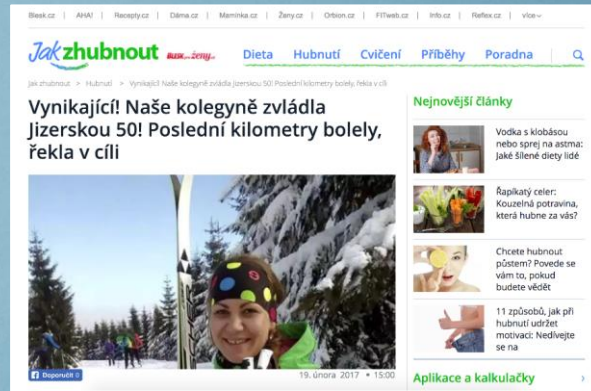 Blesk.cz | AHA! | Recepty.cz | Dáma.cz | Maminka.cz | Ženy.cz | Orbion.cz | FITweb.cz | Info.cz | Reflex.cz | více
Jak zhubnout Dieta Hubnutí Cvičení Příběhy Poradna
Jak zhubnout > Hubnutí > Vynikající! Naše kolegyně zvládla Jizerskou 50! Poslední kilometry bolely, řekla v cíli
Vynikající! Naše kolegyně zvládla
Jizerskou 50! Poslední kilometry bolely,
řekla v cíli
Doporučit 0
19. února 2017 • 15:00
Nejnovější články
Vodka s klobásou
nebo sprej na astma:
Jaké šílené diety lidé
Řapíkatý celer:
Kouzelná potravina,
která hubne za vás?
Chcete hubnout
půstem? Povede se
vám to, pokud
budete vědět
11 způsobů, jak při
hubnutí udržet
motivaci: Nedívejte
se na
Aplikace a kalkulačky